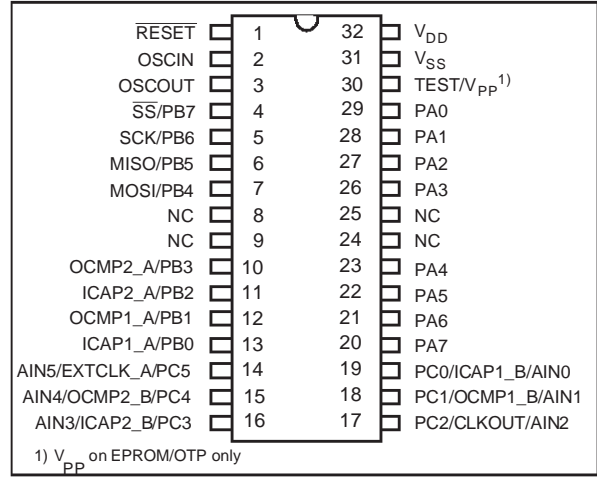 RESET 1 32 VDD
OSCIN 2 31 VSS
OSCOUT 3 30 TEST/VPP1)
SS/PB7 4 29 PA0
SCK/PB6 5 28 PA1
MISO/PB5 6 27 PA2
MOSI/PB4 7 26 PA3
NC 8 25 NC
NC 9 24 NC
OCMP2_A/PB3 10 23 PA4
ICAP2_A/PB2 11 22 PA5
OCMP1_A/PB1 12 21 PA6
ICAP1_A/PB0 13 20 PA7
AIN5/EXTCLK_A/PC5 14 19 PC0/ICAP1_B/AIN0
AIN4/OCMP2_B/PC4 15 18 PC1/OCMP1_B/AIN1
AIN3/ICAP2_B/PC3 16 17 PC2/CLKOUT/AIN2
1) VPP on EPROM/OTP only